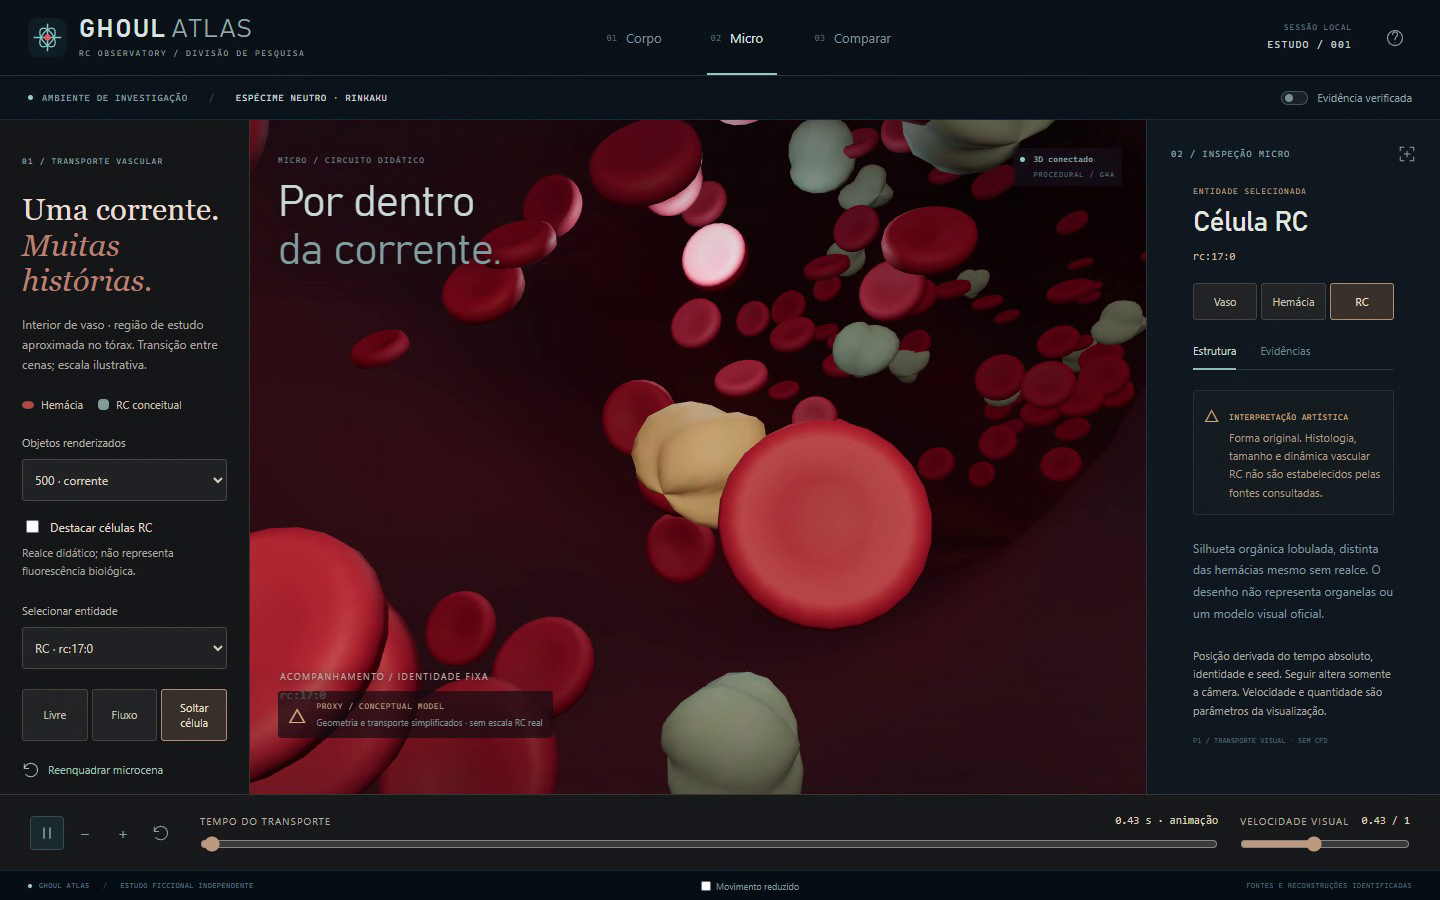 GHOUL ATLAS
RC OBSERVATORY / DIVISÃO DE PESQUISA
01 Corpo
02 Micro
03 Comparar
SESSÃO LOCAL
ESTUDO / 001
?
AMBIENTE DE INVESTIGAÇÃO / ESPÉCIME NEUTRO · RINKAKU
Evidência verificada
01 / TRANSPORTE VASCULAR
Uma corrente.
Muitas
histórias.
Interior de vaso · região de estudo
aproximada no tórax. Transição entre
cenas; escala ilustrativa.
Hemácia
RC conceitual
Objetos renderizados
500 · corrente
Destacar células RC
Realce didático; não representa
fluorescência biológica.
Selecionar entidade
RC · rc:17:0
Livre
Fluxo
Soltar
célula
Reenquadrar microcena
MICRO / CIRCUITO DIDÁTICO
Por dentro
da corrente.
3D conectado
PROCEDURAL / G4A
ACOMPANHAMENTO / IDENTIDADE FIXA
rc:17:0
PROXY / CONCEPTUAL MODEL
Geometria e transporte simplificados · sem escala RC real
02 / INSPEÇÃO MICRO
ENTIDADE SELECIONADA
Célula RC
rc:17:0
Vaso
Hemácia
RC
Estrutura
Evidências
INTERPRETAÇÃO ARTÍSTICA
Forma original. Histologia,
tamanho e dinâmica vascular
RC não são estabelecidos pelas
fontes consultadas.
Silhueta orgânica lobulada, distinta
das hemácias mesmo sem realce. O
desenho não representa organelas ou
um modelo visual oficial.
Posição derivada do tempo absoluto,
identidade e seed. Seguir altera somente
a câmera. Velocidade e quantidade são
parâmetros da visualização.
P1 / TRANSPORTE VISUAL · SEM CFD
− +
TEMPO DO TRANSPORTE
0.43 s · animação
VELOCIDADE VISUAL
0.43 / 1
GHOUL ATLAS / ESTUDO FICCIONAL INDEPENDENTE
Movimento reduzido
FONTES E RECONSTRUÇÕES IDENTIFICADAS